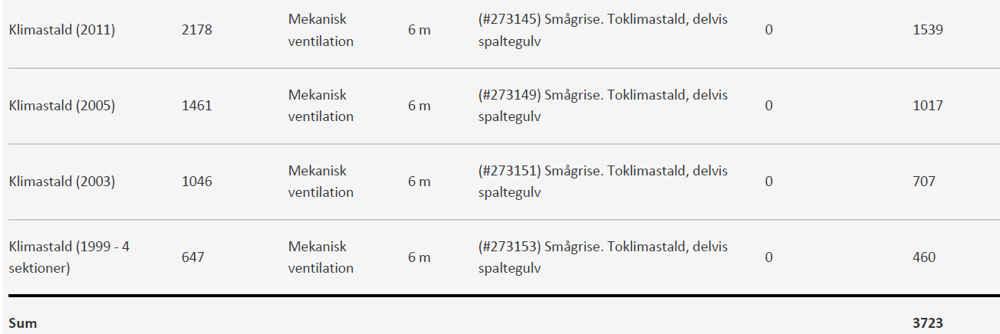 Klimastald (2011) 2178 Mekanisk ventilation 6 m (#273145) Smågrise. Toklimastald, delvis spaltegulv 0 1539
Klimastald (2005) 1461 Mekanisk ventilation 6 m (#273149) Smågrise. Toklimastald, delvis spaltegulv 0 1017
Klimastald (2003) 1046 Mekanisk ventilation 6 m (#273151) Smågrise. Toklimastald, delvis spaltegulv 0 707
Klimastald (1999 - 4 sektioner) 647 Mekanisk ventilation 6 m (#273153) Smågrise. Toklimastald, delvis spaltegulv 0 460
Sum 3723